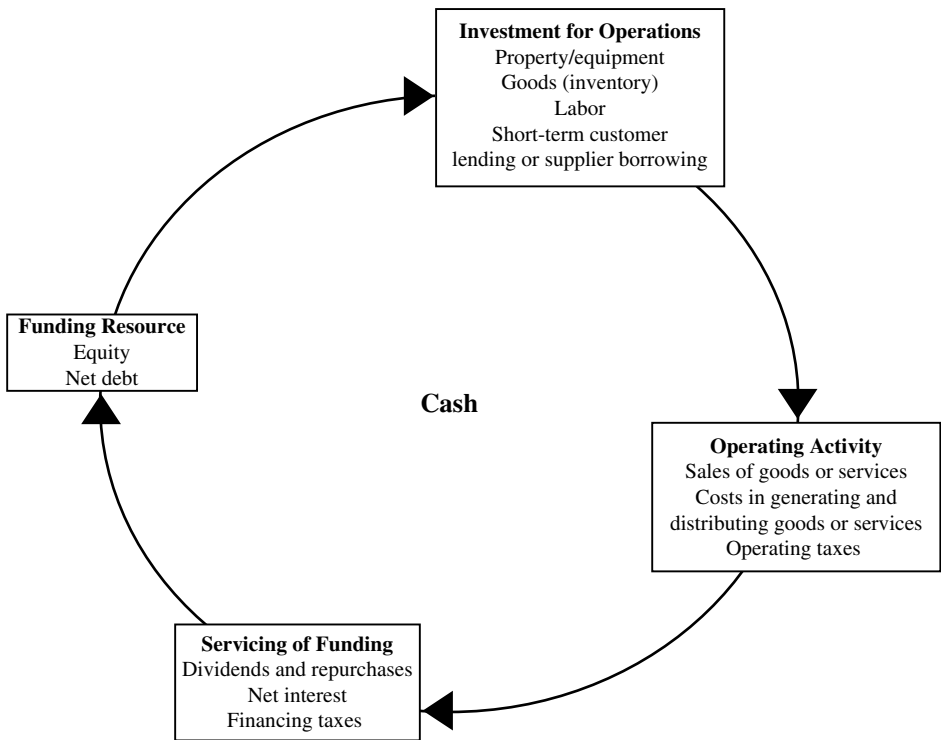 Investment for Operations
Property/equipment
Goods (inventory)
Labor
Short-term customer
lending or supplier borrowing
Funding Resource
Equity
Net debt
Cash
Operating Activity
Sales of goods or services
Costs in generating and
distributing goods or services
Operating taxes
Servicing of Funding
Dividends and repurchases
Net interest
Financing taxes